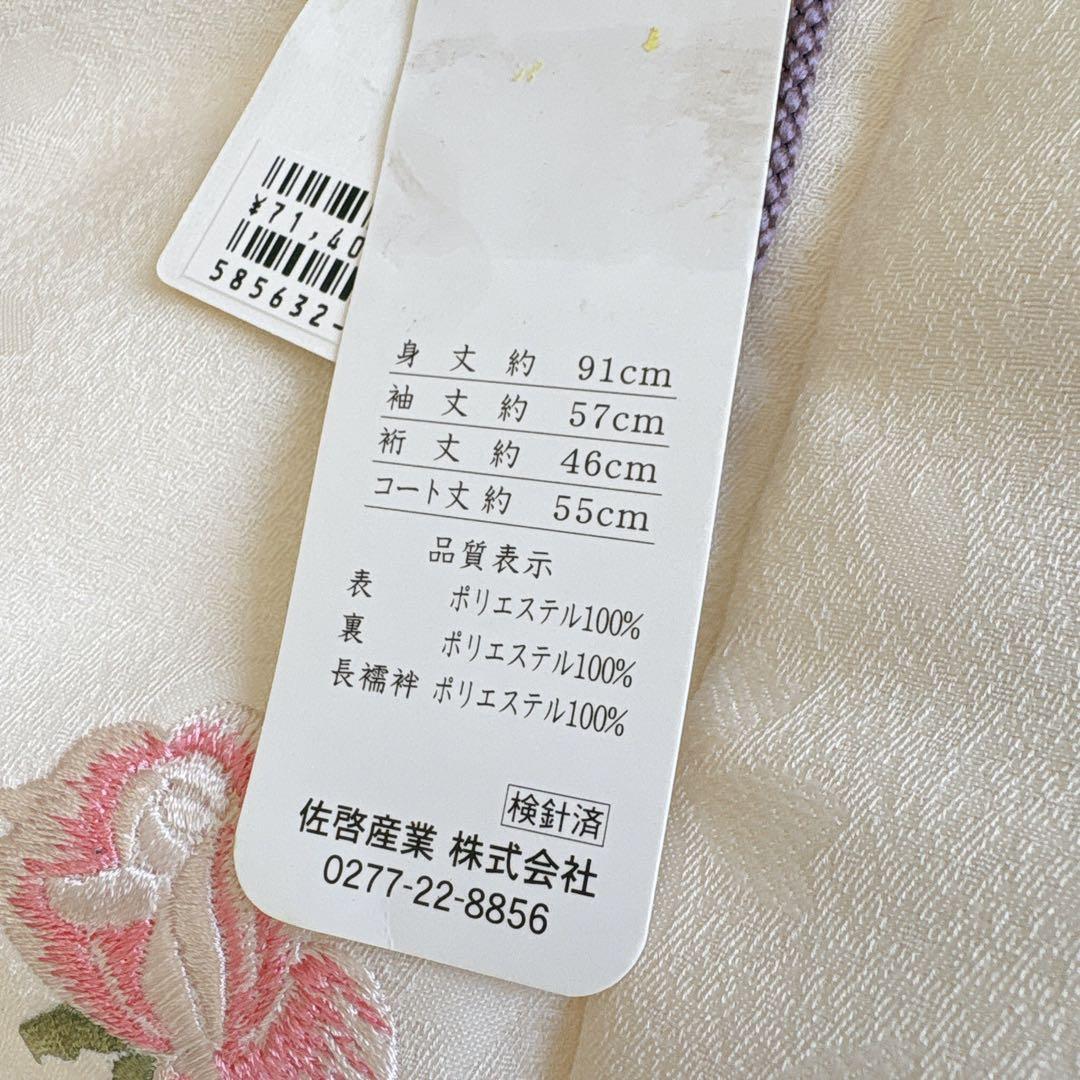 ¥71,40
585632-
身丈約 91cm
袖丈約 57cm
裄丈約 46cm
コート丈約 55cm
品質表示
表 ポリエステル100%
裏 ポリエステル100%
長襦袢 ポリエステル100%
検針済
佐啓産業 株式会社
0277-22-8856